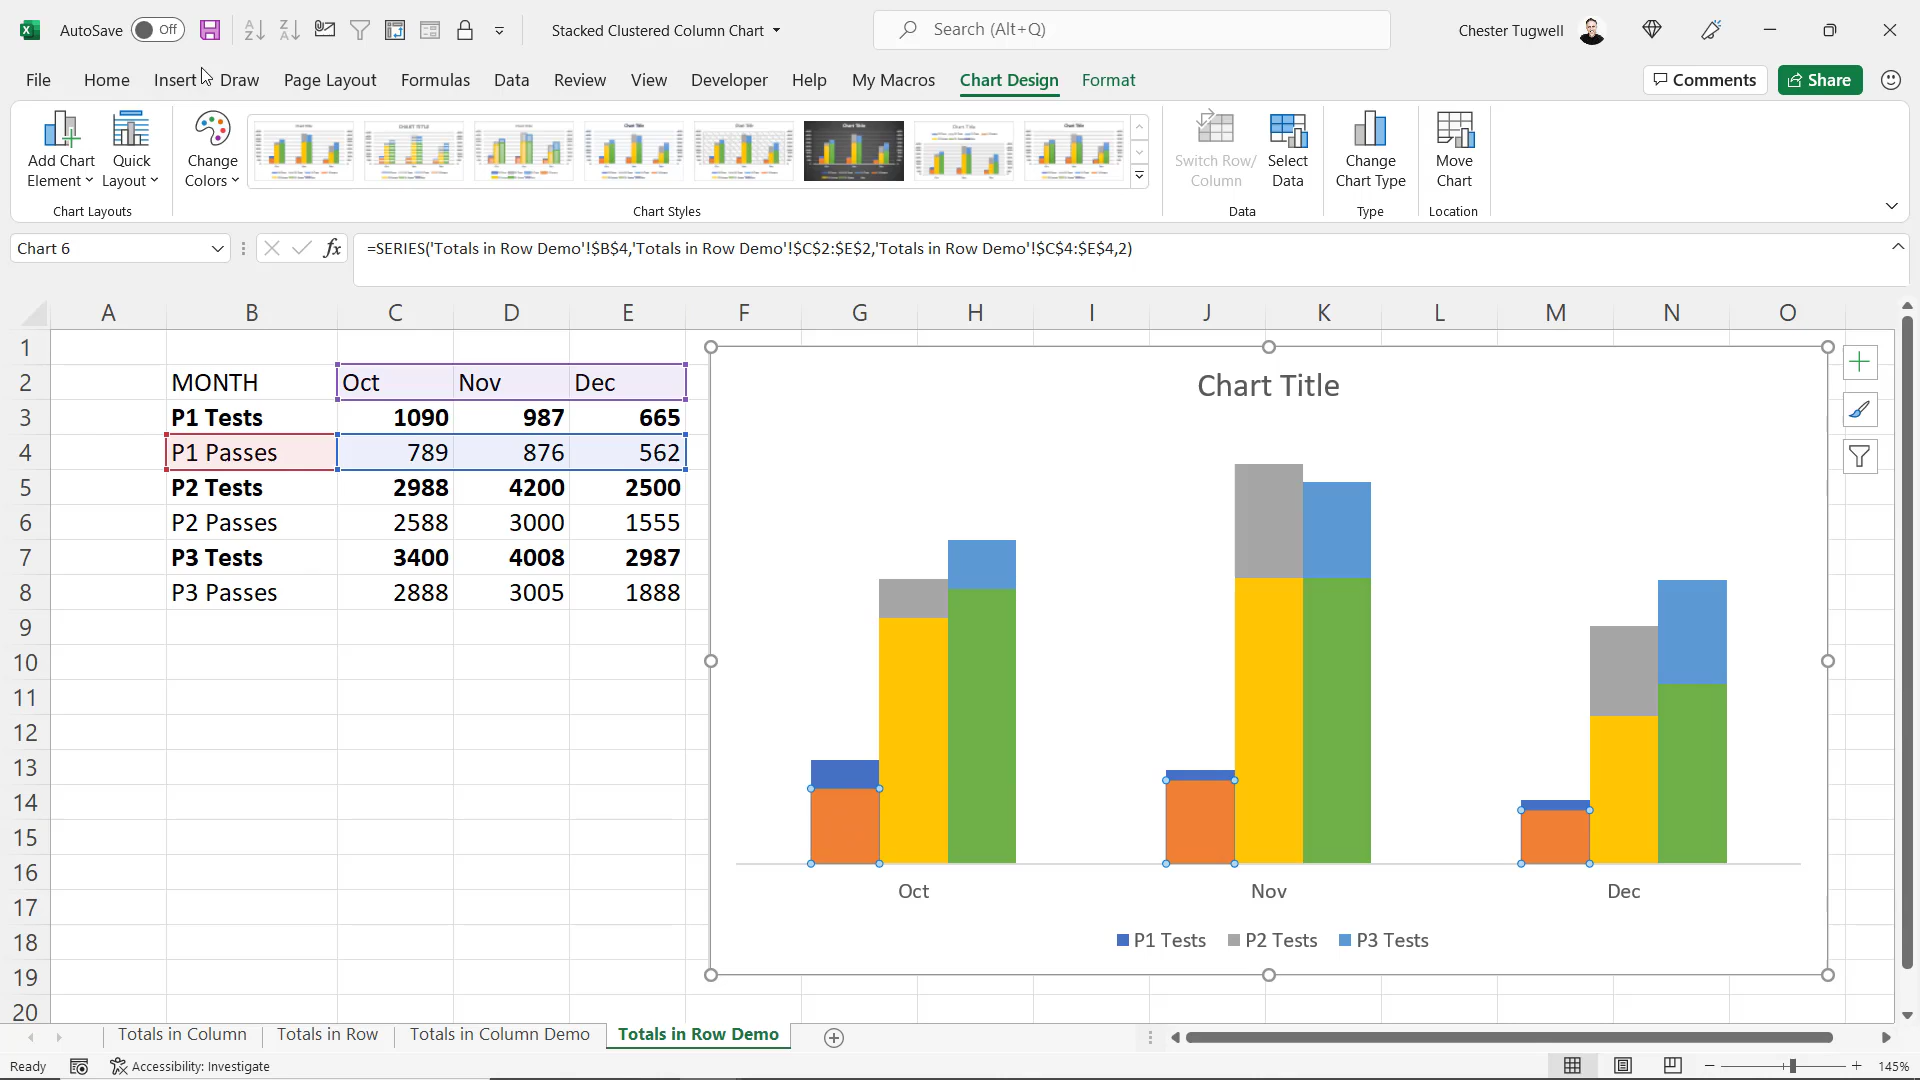 AutoSave Off Stacked Clustered Column Chart Search (Alt+Q) Chester Tugwell
File Home Insert Draw Page Layout Formulas Data Review View Developer Help My Macros Chart Design Format Comments Share
Add Chart Element
Quick Layout
Change Colors
Switch Row/ Column
Select Data
Change Chart Type
Move Chart
Chart Layouts Chart Styles Data Type Location
Chart 6 fx =SERIES('Totals in Row Demo'!$B$4,'Totals in Row Demo'!$C$2:$E$2,'Totals in Row Demo'!$C$4:$E$4,2)
A B C D E F G H I J K L M N O
1
2 MONTH Oct Nov Dec
3 P1 Tests 1090 987 665
4 P1 Passes 789 876 562
5 P2 Tests 2988 4200 2500
6 P2 Passes 2588 3000 1555
7 P3 Tests 3400 4008 2987
8 P3 Passes 2888 3005 1888
9
10
11
12
13
14
15
16
17
18
19
20
Chart Title
Oct Nov Dec
P1 Tests P2 Tests P3 Tests
Totals in Column Totals in Row Totals in Column Demo Totals in Row Demo
Ready Accessibility: Investigate 145%